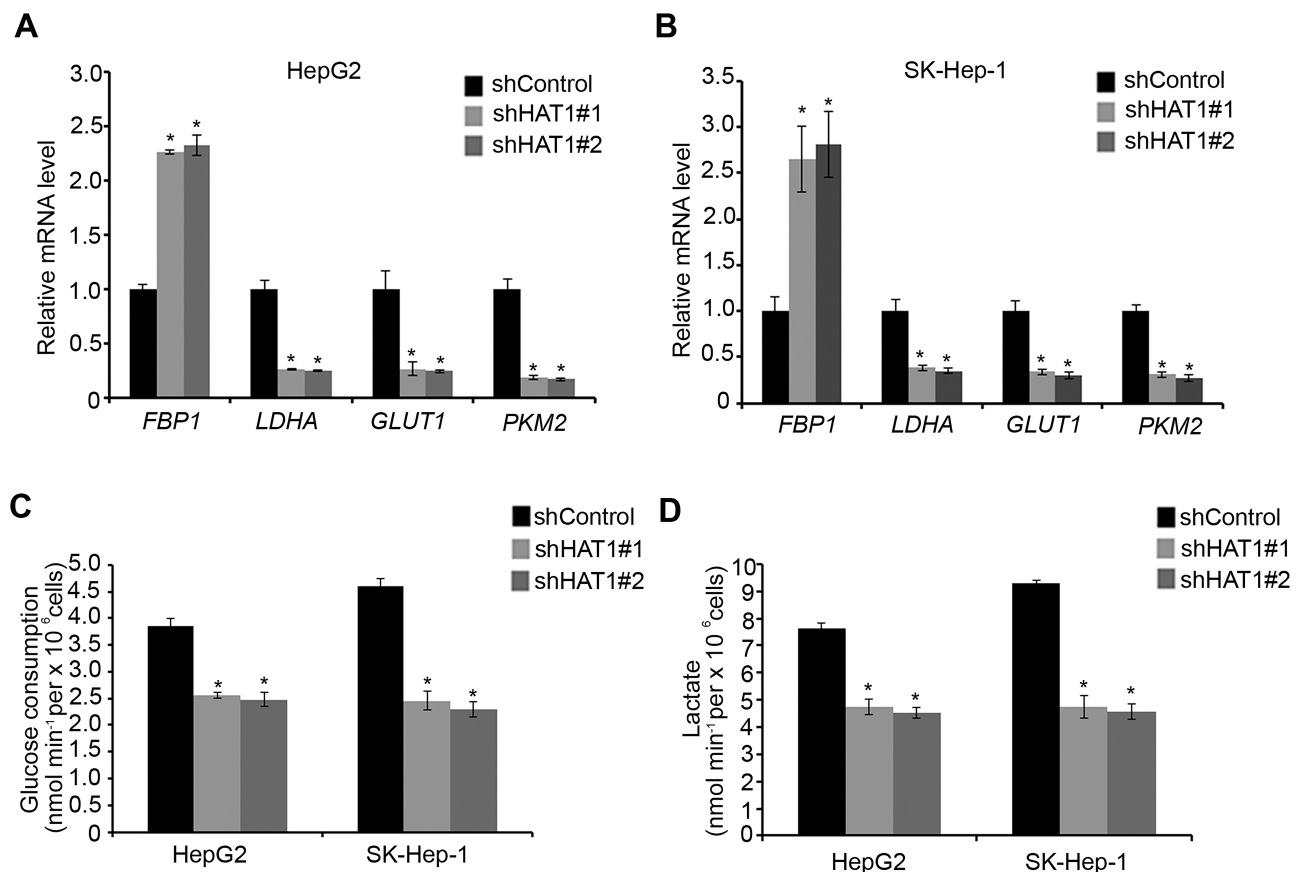 A
HepG2
shControl
shHAT1#1
shHAT1#2
Relative mRNA level
3.0
2.5
2.0
1.5
1.0
0.5
0
* *
* *
* *
* *
FBP1 LDHA GLUT1 PKM2
B
SK-Hep-1
shControl
shHAT1#1
shHAT1#2
Relative mRNA level
3.5
3.0
2.5
2.0
1.5
1.0
0.5
0
* *
* *
* *
* *
FBP1 LDHA GLUT1 PKM2
C
shControl
shHAT1#1
shHAT1#2
Glucose consumption
(nmol min⁻¹ per x 10 ⁶cells)
5.0
4.5
4.0
3.5
3.0
2.5
2.0
1.5
1.0
0.5
0
* *
* *
HepG2 SK-Hep-1
D
shControl
shHAT1#1
shHAT1#2
Lactate
(nmol min⁻¹ per x 10 ⁶cells)
10
9
8
7
6
5
4
3
2
1
0
* *
* *
HepG2 SK-Hep-1